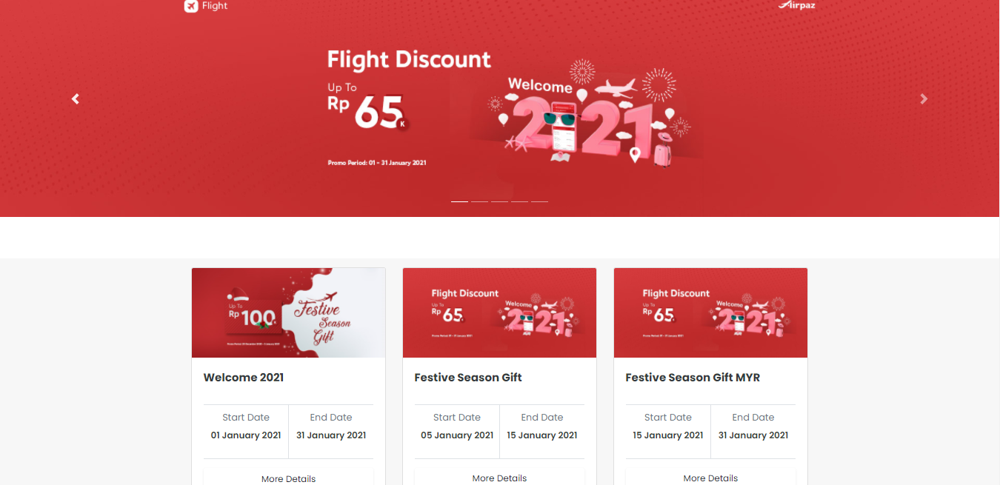 Flight
Airpaz
Flight Discount
Up To
Rp 65 K
Welcome
2021
Promo Period: 01 - 31 January 2021
Up To
Rp 100
Festive
Season
Gift
Welcome 2021
Start Date
End Date
01 January 2021
31 January 2021
More Details
Flight Discount
Up To
Rp 65
Welcome
2021
Festive Season Gift
Start Date
End Date
05 January 2021
15 January 2021
More Details
Flight Discount
Up To
Rp 65
Welcome
2021
Festive Season Gift MYR
Start Date
End Date
15 January 2021
31 January 2021
More Details